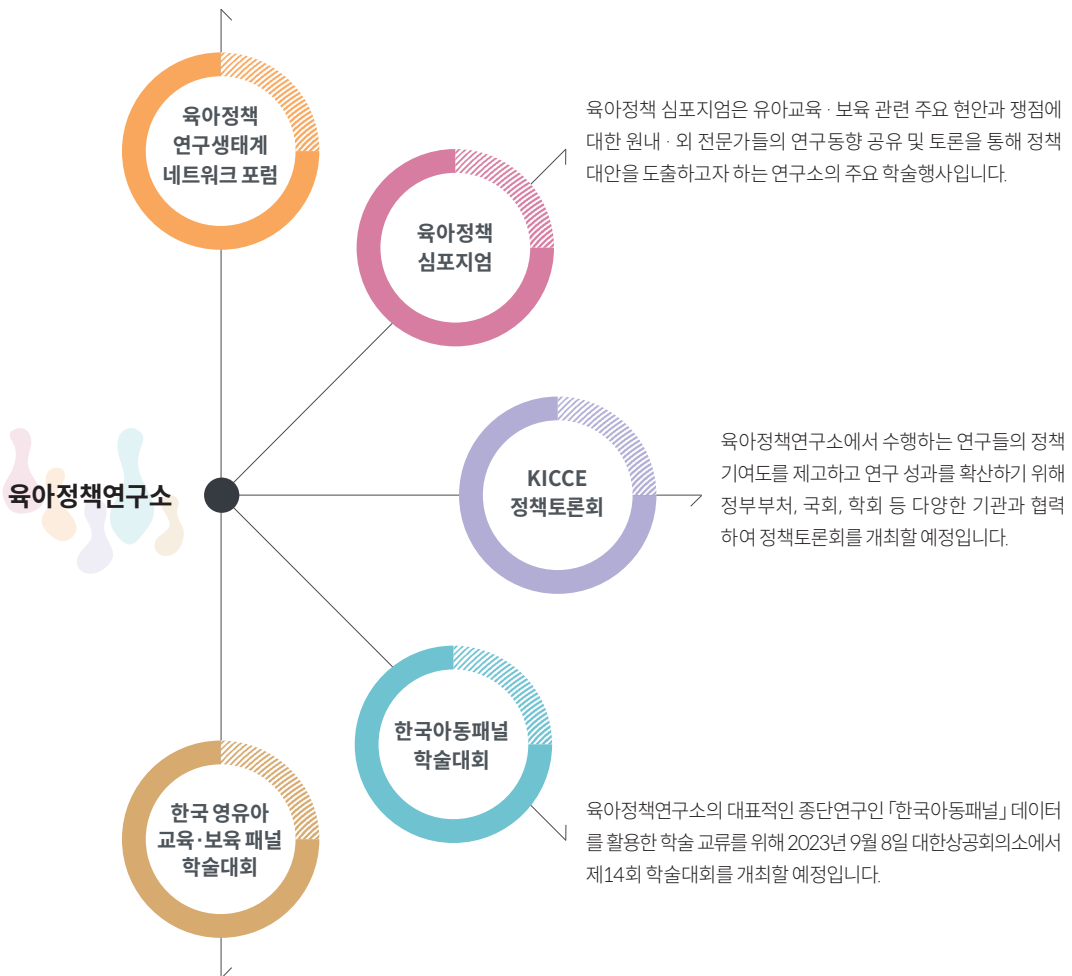 육아정책
연구생태계
네트워크 포럼
육아정책 심포지엄은 유아교육 · 보육 관련 주요 현안과 쟁점에
대한 원내 · 외 전문가들의 연구동향 공유 및 토론을 통해 정책
대안을 도출하고자 하는 연구소의 주요 학술행사입니다.
육아정책
심포지엄
육아정책연구소
KICCE
정책토론회
육아정책연구소에서 수행하는 연구들의 정책
기여도를 제고하고 연구 성과를 확산하기 위해
정부부처, 국회, 학회 등 다양한 기관과 협력
하여 정책토론회를 개최할 예정입니다.
한국아동패널
학술대회
육아정책연구소의 대표적인 종단연구인 「한국아동패널」 데이터
를 활용한 학술 교류를 위해 2023년 9월 8일 대한상공회의소에서
제14회 학술대회를 개최할 예정입니다.
한국 영유아
교육·보육 패널
학술대회